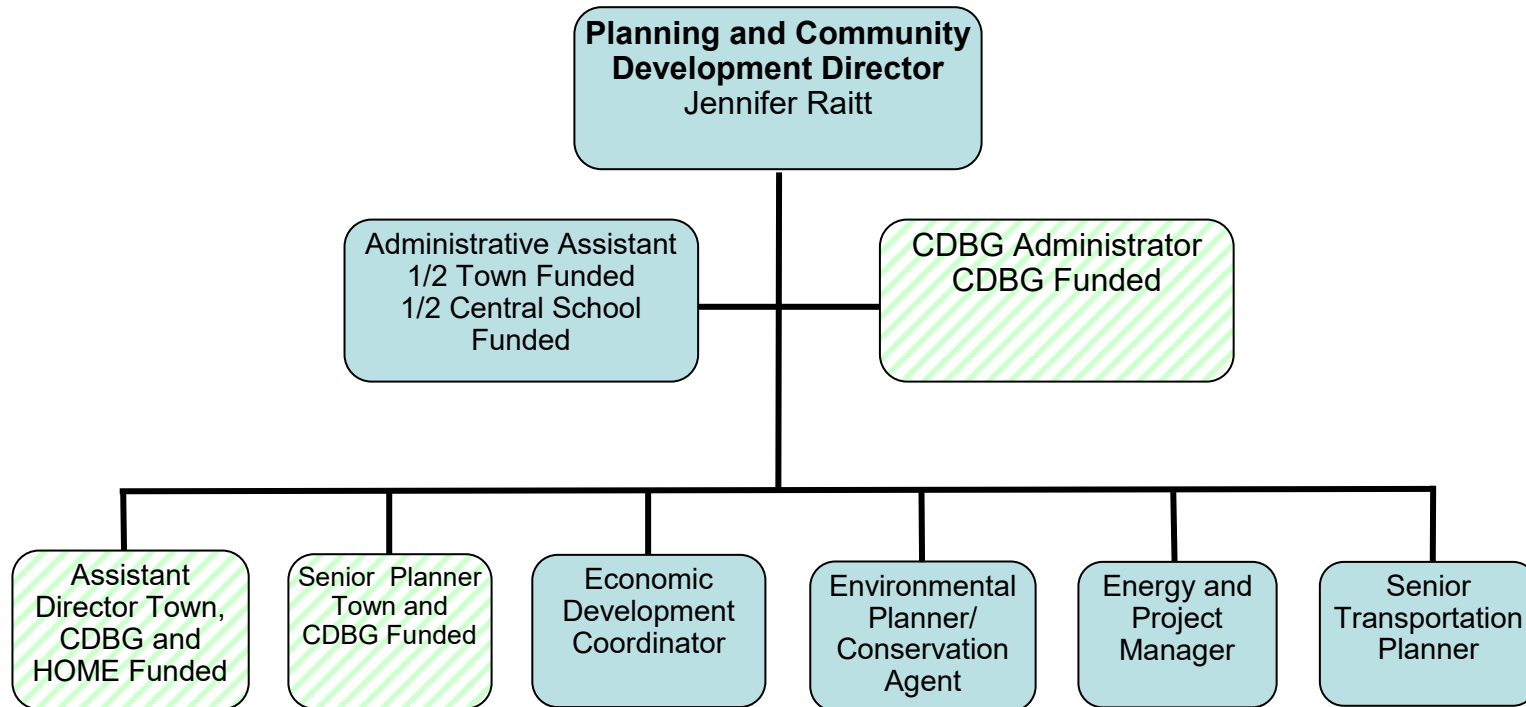 Planning and Community
Development Director
Jennifer Raitt
Administrative Assistant
1/2 Town Funded
1/2 Central School
Funded
CDBG Administrator
CDBG Funded
Assistant
Director Town,
CDBG and
HOME Funded
Senior Planner
Town and
CDBG Funded
Economic
Development
Coordinator
Environmental
Planner/
Conservation
Agent
Energy and
Project
Manager
Senior
Transportation
Planner